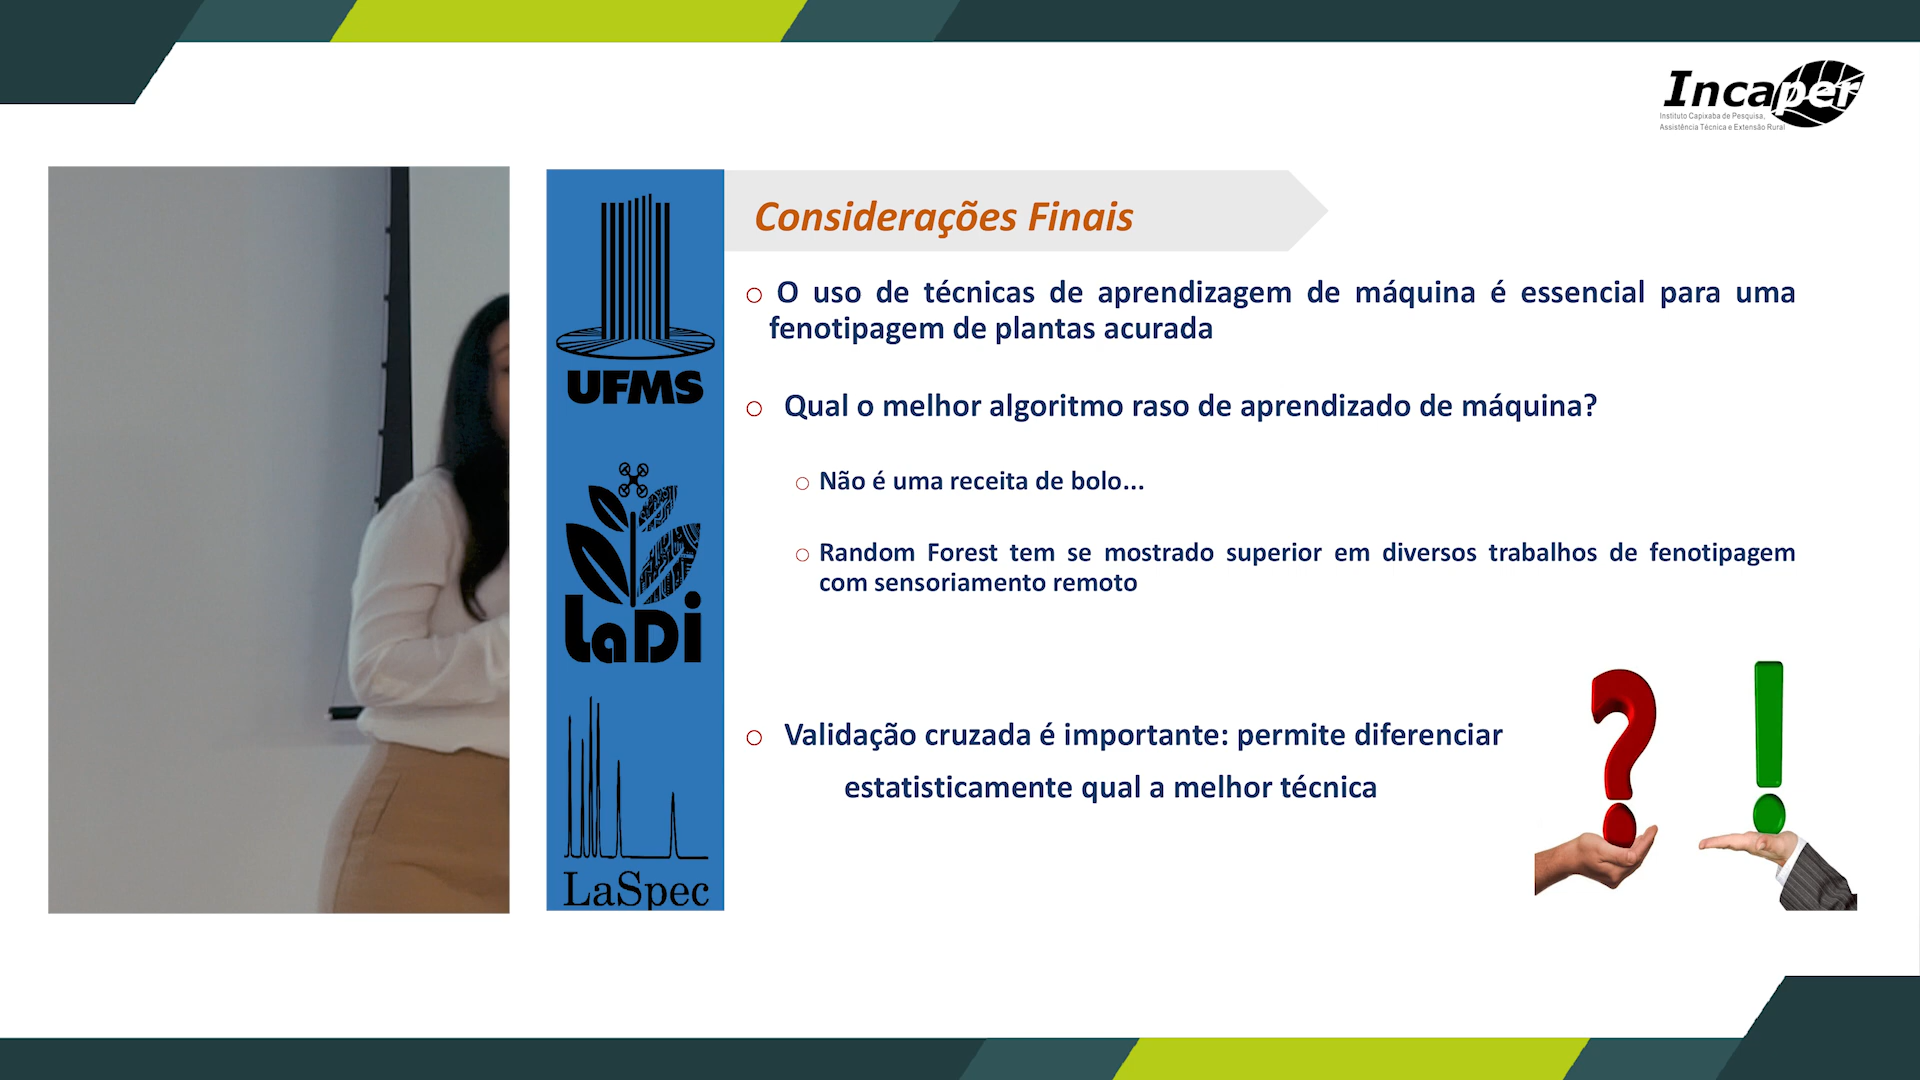 Incaper
Instituto Capixaba de Pesquisa,
Assistência Técnica e Extensão Rural
UFMS
LaDi
LaSpec
Considerações Finais
O uso de técnicas de aprendizagem de máquina é essencial para uma
fenotipagem de plantas acurada
Qual o melhor algoritmo raso de aprendizado de máquina?
Não é uma receita de bolo...
Random Forest tem se mostrado superior em diversos trabalhos de fenotipagem
com sensoriamento remoto
Validação cruzada é importante: permite diferenciar
estatisticamente qual a melhor técnica
? !